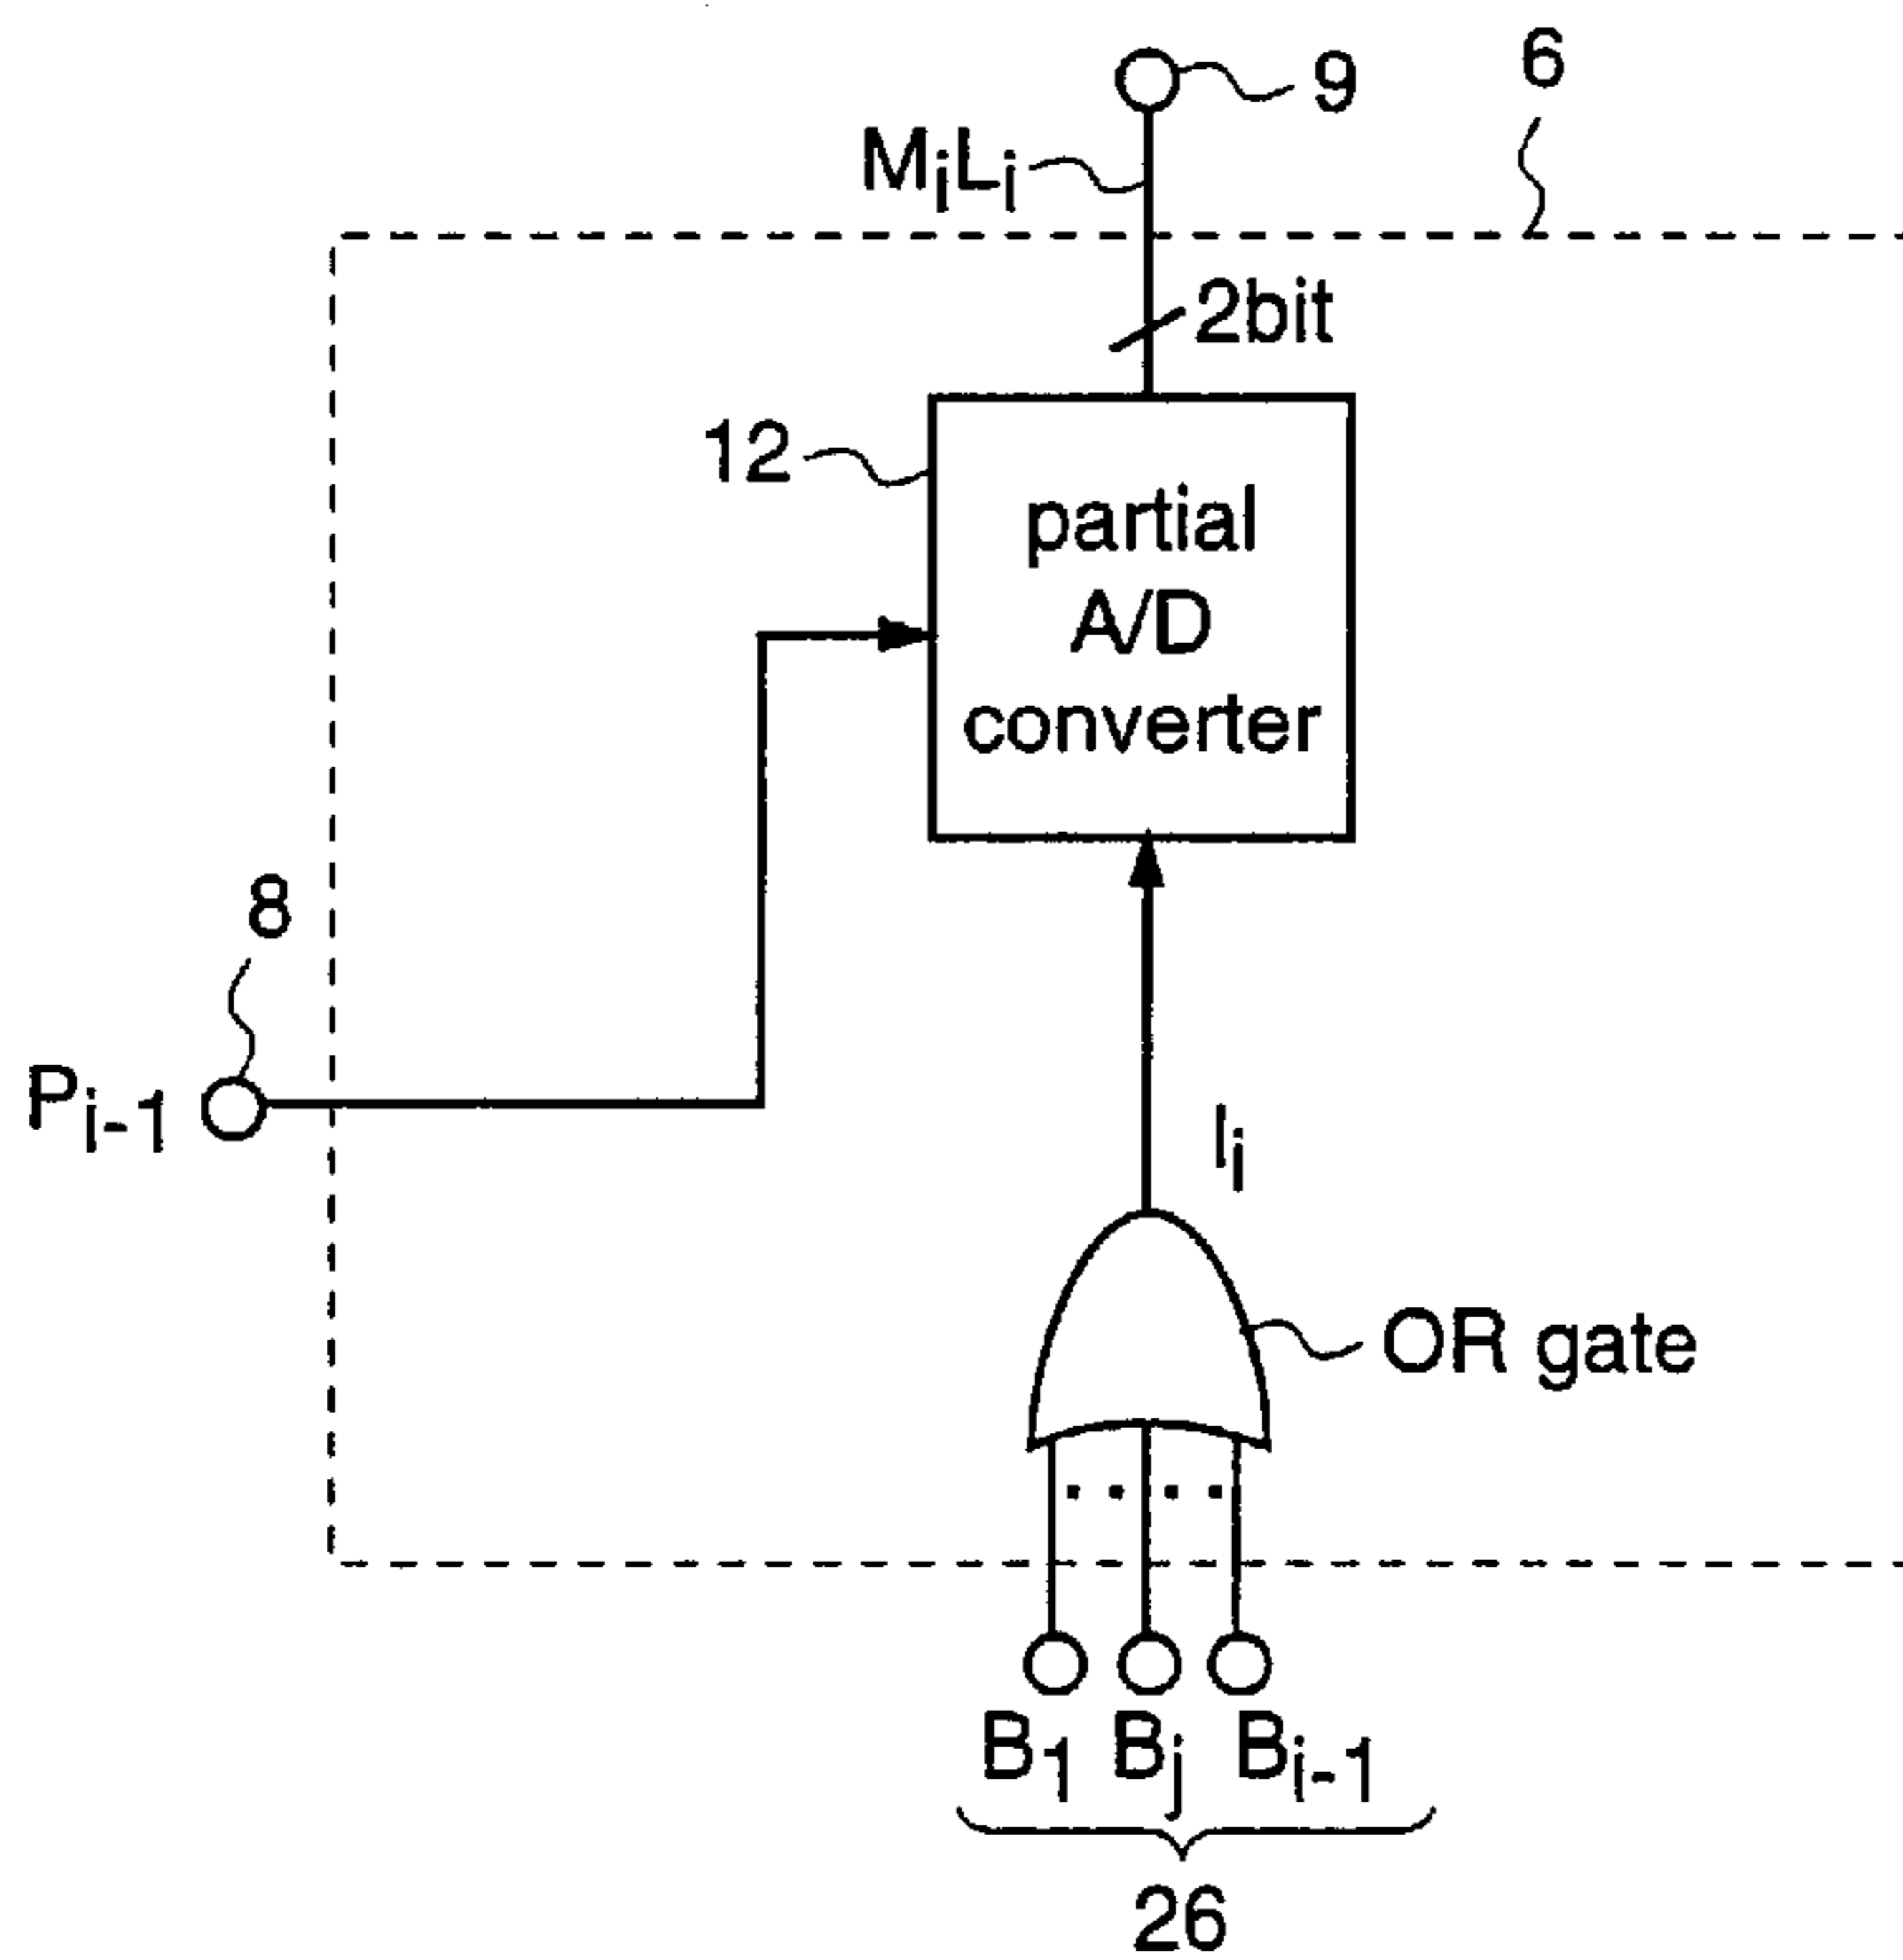 9
6
MiLi
2bit
12
partial
A/D
converter
8
Pi-1
Ii
OR gate
B1 Bj Bi-1
26